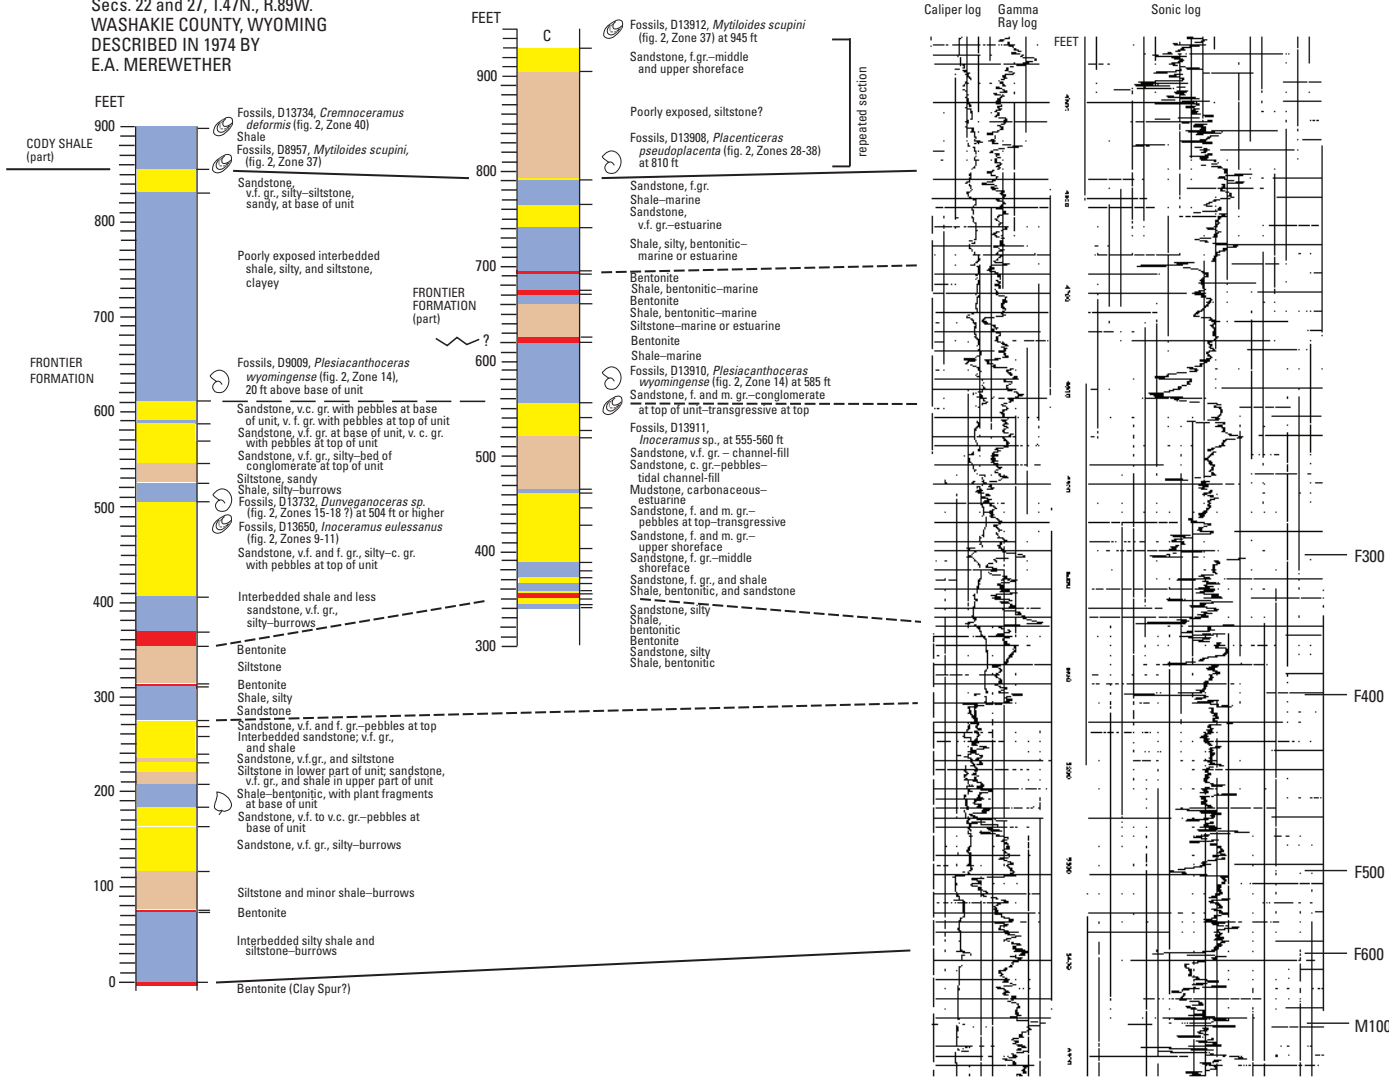 Secs. 22 and 27, T.47N., R.89W.
WASHAKIE COUNTY, WYOMING
DESCRIBED IN 1974 BY
E.A. MEREWETHER
FEET
900
800
700
600
500
400
300
200
100
0
CODY SHALE
(part)
FRONTIER
FORMATION
Fossils, D13734, Cremnoceramus
deformis (fig. 2, Zone 40)
Shale
Fossils, D8957, Mytiloides scupini,
(fig. 2, Zone 37)
Sandstone,
v.f. gr., silty–siltstone,
sandy, at base of unit
Poorly exposed interbedded
shale, silty, and siltstone,
clayey
Fossils, D9009, Plesiacanthoceras
wyomingense (fig. 2, Zone 14),
20 ft above base of unit
Sandstone, v.c. gr. with pebbles at base
of unit, v. f. gr. with pebbles at top of unit
Sandstone, v.f. gr. at base of unit, v. c. gr.
with pebbles at top of unit
Sandstone, v.f. gr., silty–bed of
conglomerate at top of unit
Siltstone, sandy
Shale, silty–burrows
Fossils, D13732, Dunveganoceras sp.
(fig. 2, Zones 15-18 ?) at 504 ft or higher
Fossils, D13650, Inoceramus eulessanus
(fig. 2, Zones 9-11)
Sandstone, v.f. and f. gr., silty–c. gr.
with pebbles at top of unit
Interbedded shale and less
sandstone, v.f. gr.,
silty–burrows
Bentonite
Siltstone
Bentonite
Shale, silty
Sandstone
Sandstone, v.f. and f. gr.–pebbles at top
Interbedded sandstone; v.f. gr.,
and shale
Sandstone, v.f.gr., and siltstone
Siltstone in lower part of unit; sandstone,
v.f. gr., and shale in upper part of unit
Shale–bentonitic, with plant fragments
at base of unit
Sandstone, v.f. to v.c. gr.–pebbles at
base of unit
Sandstone, v.f. gr., silty–burrows
Siltstone and minor shale–burrows
Bentonite
Interbedded silty shale and
siltstone–burrows
Bentonite (Clay Spur?)
FEET
C
900
800
700
600
500
400
300
FRONTIER
FORMATION
(part)
?
Fossils, D13912, Mytiloides scupini
(fig. 2, Zone 37) at 945 ft
Sandstone, f.gr.–middle
and upper shoreface
Poorly exposed, siltstone?
Fossils, D13908, Placenticeras
pseudoplacenta (fig. 2, Zones 28-38)
at 810 ft
repeated section
Sandstone, f.gr.
Shale–marine
Sandstone,
v.f. gr.–estuarine
Shale, silty, bentonitic–
marine or estuarine
Bentonite
Shale, bentonitic–marine
Bentonite
Shale, bentonitic–marine
Siltstone–marine or estuarine
Bentonite
Shale–marine
Fossils, D13910, Plesiacanthoceras
wyomingense (fig. 2, Zone 14) at 585 ft
Sandstone, f. and m. gr.–conglomerate
at top of unit–transgressive at top
Fossils, D13911,
Inoceramus sp., at 555-560 ft
Sandstone, v.f. gr. – channel-fill
Sandstone, c. gr.–pebbles–
tidal channel-fill
Mudstone, carbonaceous–
estuarine
Sandstone, f. and m. gr.–
pebbles at top–transgressive
Sandstone, f. and m. gr.–
upper shoreface
Sandstone, f. gr.–middle
shoreface
Sandstone, f. gr., and shale
Shale, bentonitic, and sandstone
Sandstone, silty
Shale,
bentonitic
Bentonite
Sandstone, silty
Shale, bentonitic
Caliper log
Gamma
Ray log
Sonic log
FEET
F300
F400
F500
F600
M100